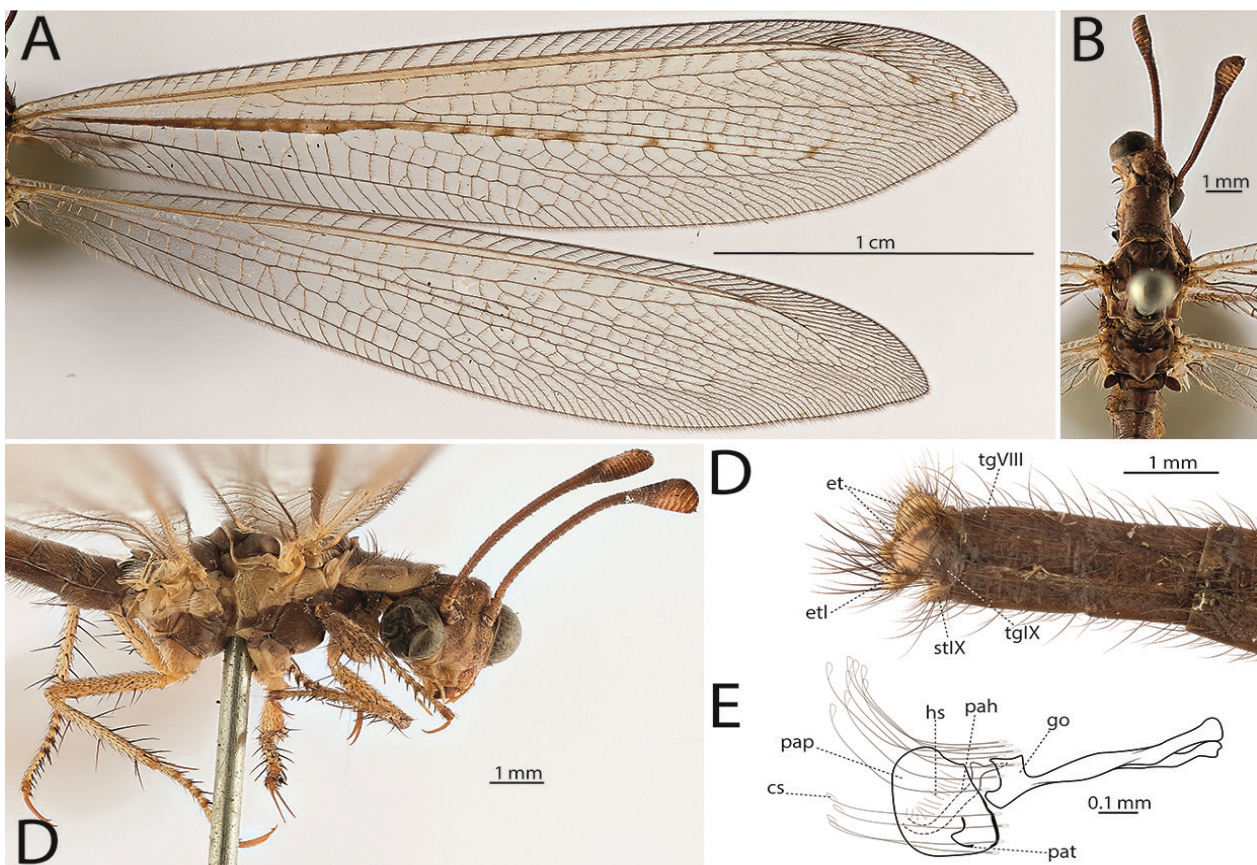 A
1 cm
B
1 mm
D
1 mm
D
tgVIII
1 mm
et
etl
stIX
tgIX
E
hs
pah
go
pap
cs
0.1 mm
pat